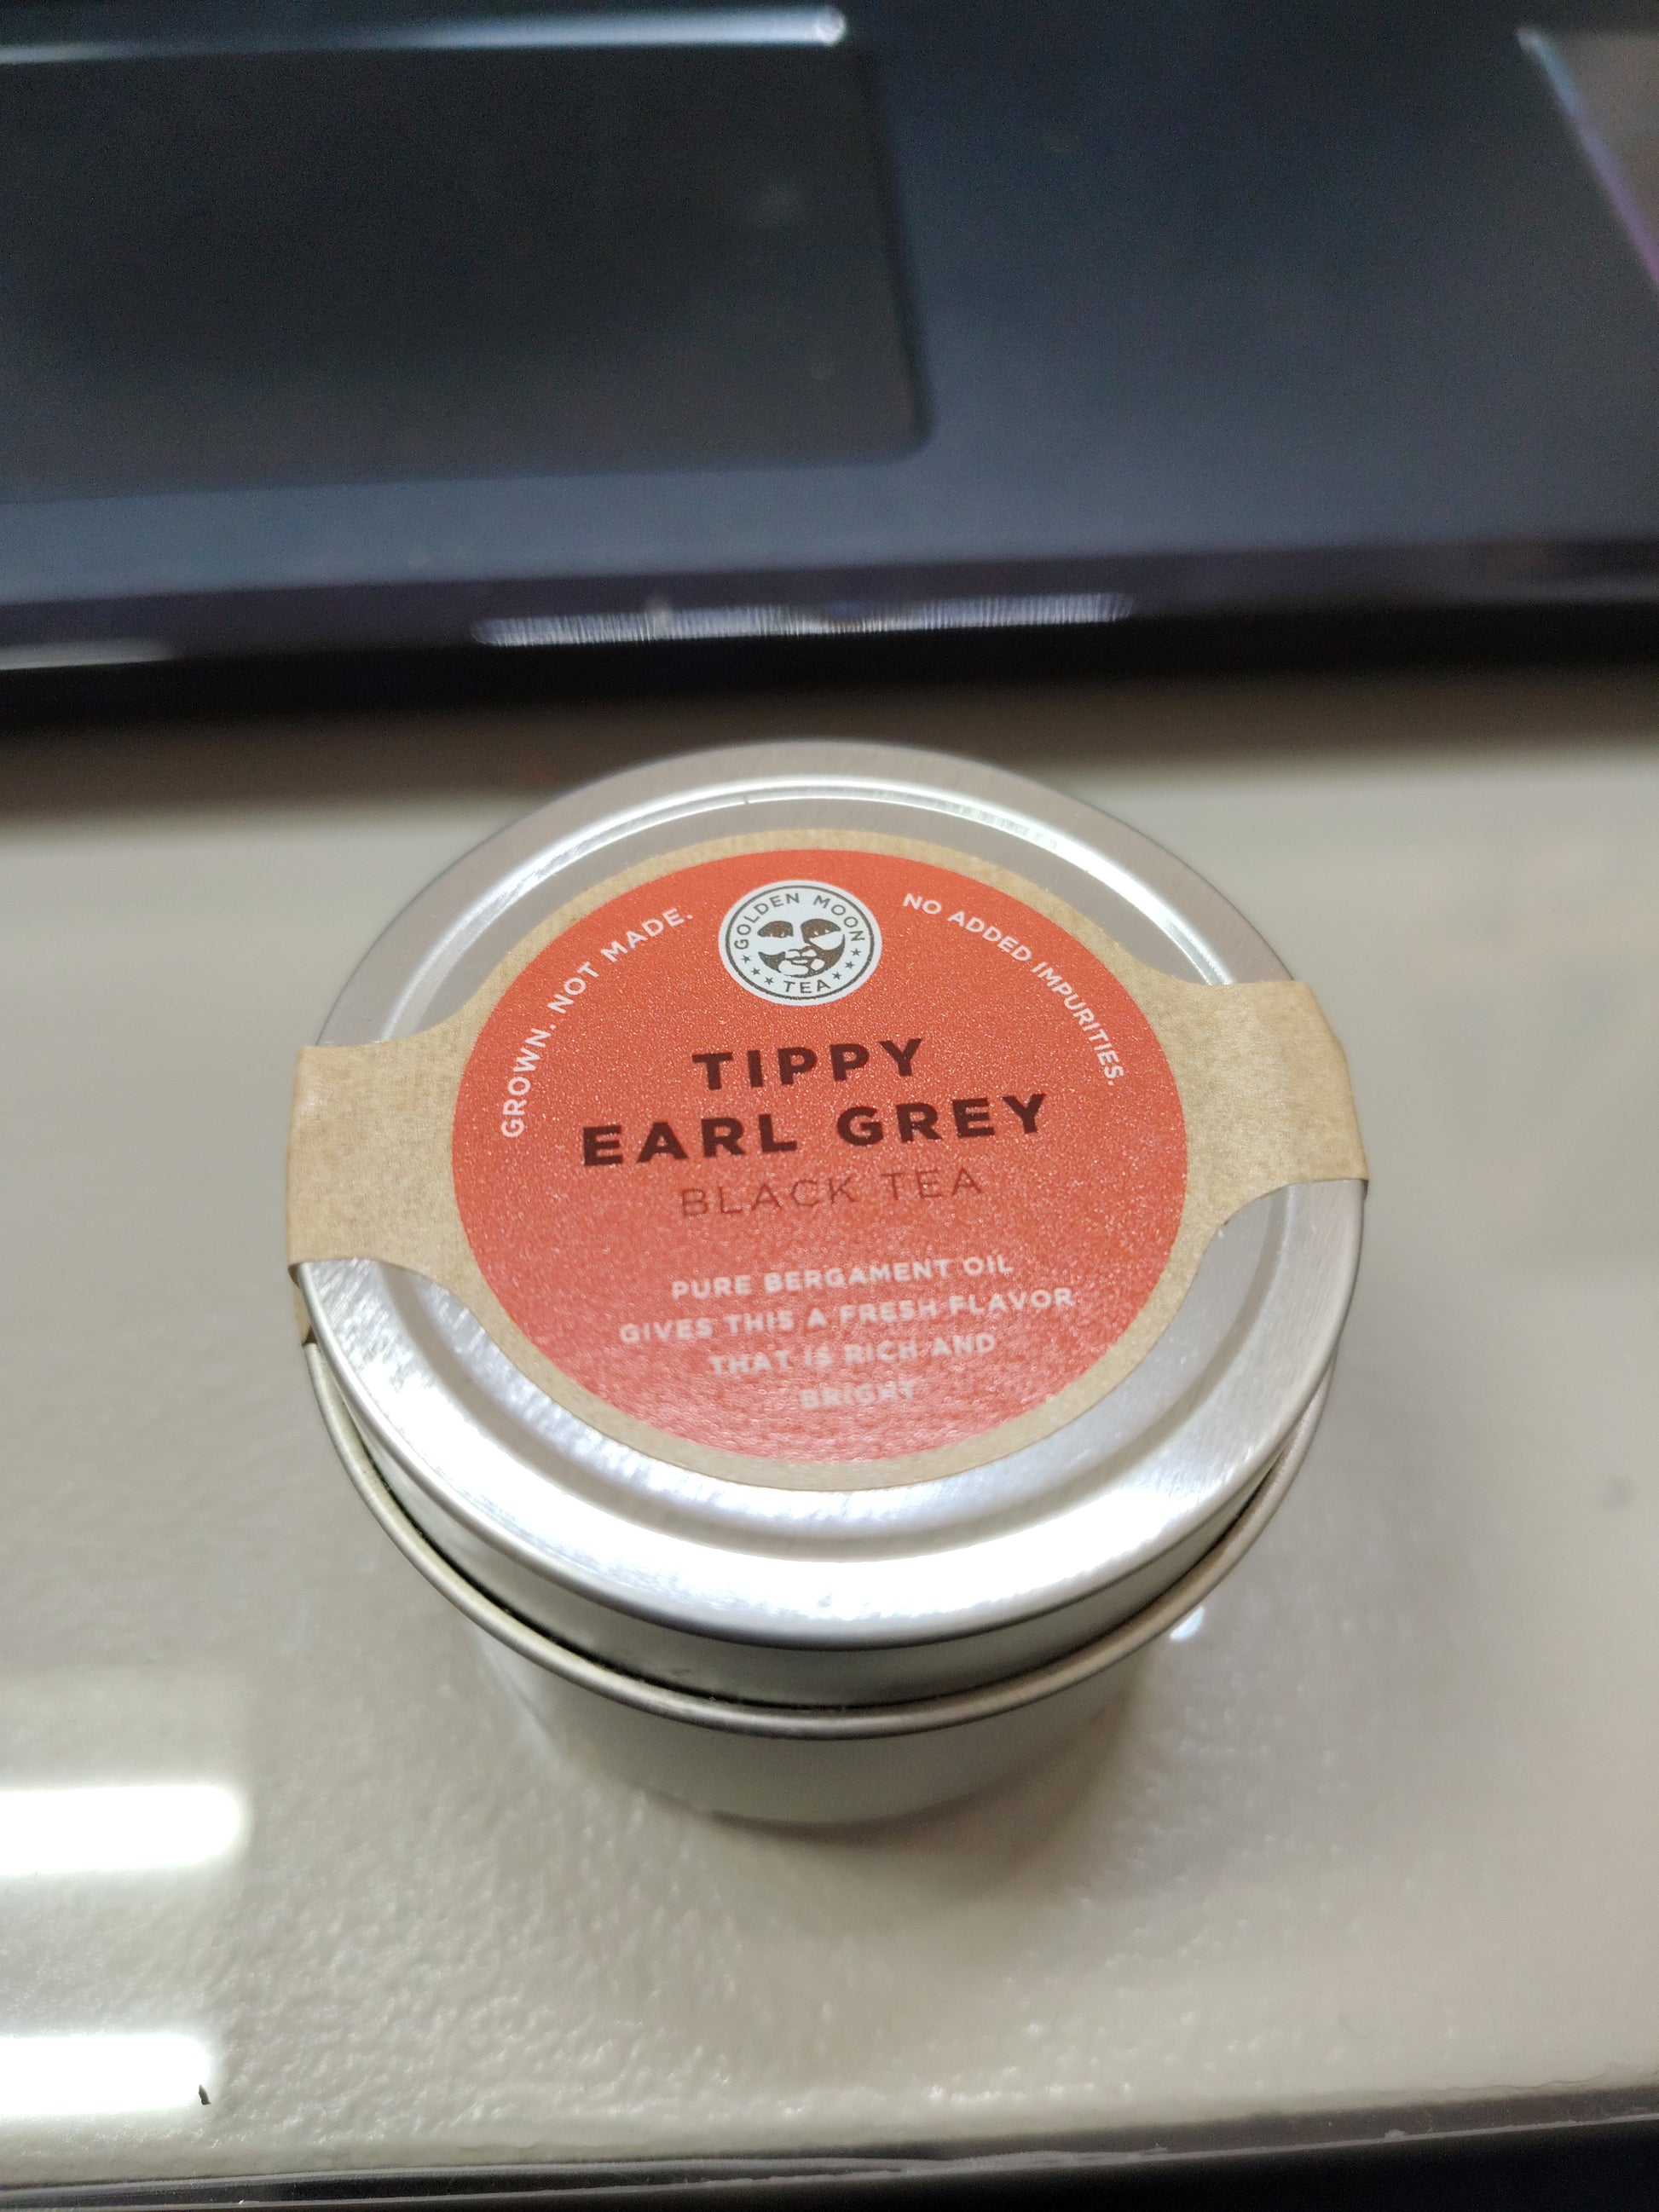 GROWN. NOT MADE.
GOLDEN MOON
TEA
NO ADDED IMPURITIES.
TIPPY
EARL GREY
BLACK TEA
PURE BERGAMENT OIL
GIVES THIS A FRESH FLAVOR
THAT IS RICH AND
BRIGHT